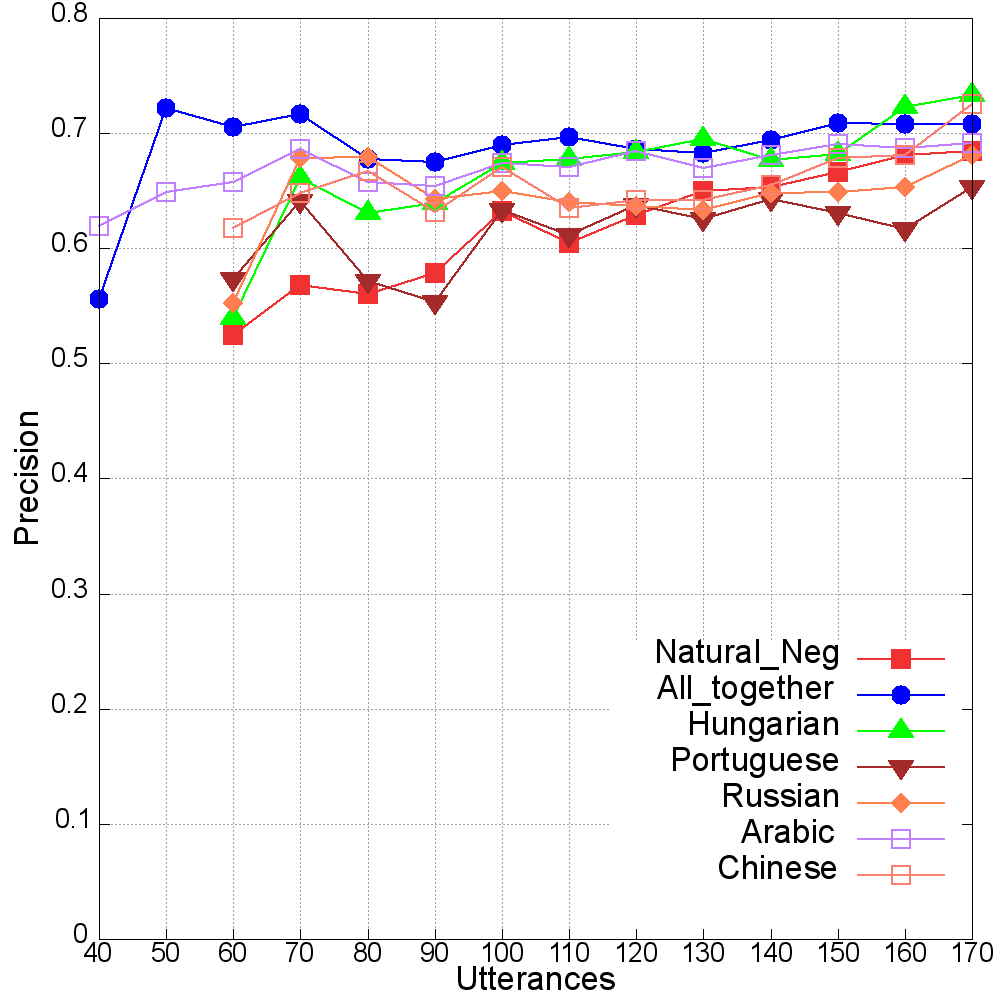 0.8
0.7
0.6
0.5
0.4
0.3
0.2
0.1
0
Precision
Natural_Neg
All_together
Hungarian
Portuguese
Russian
Arabic
Chinese
40 50 60 70 80 90 100 110 120 130 140 150 160 170
Utterances